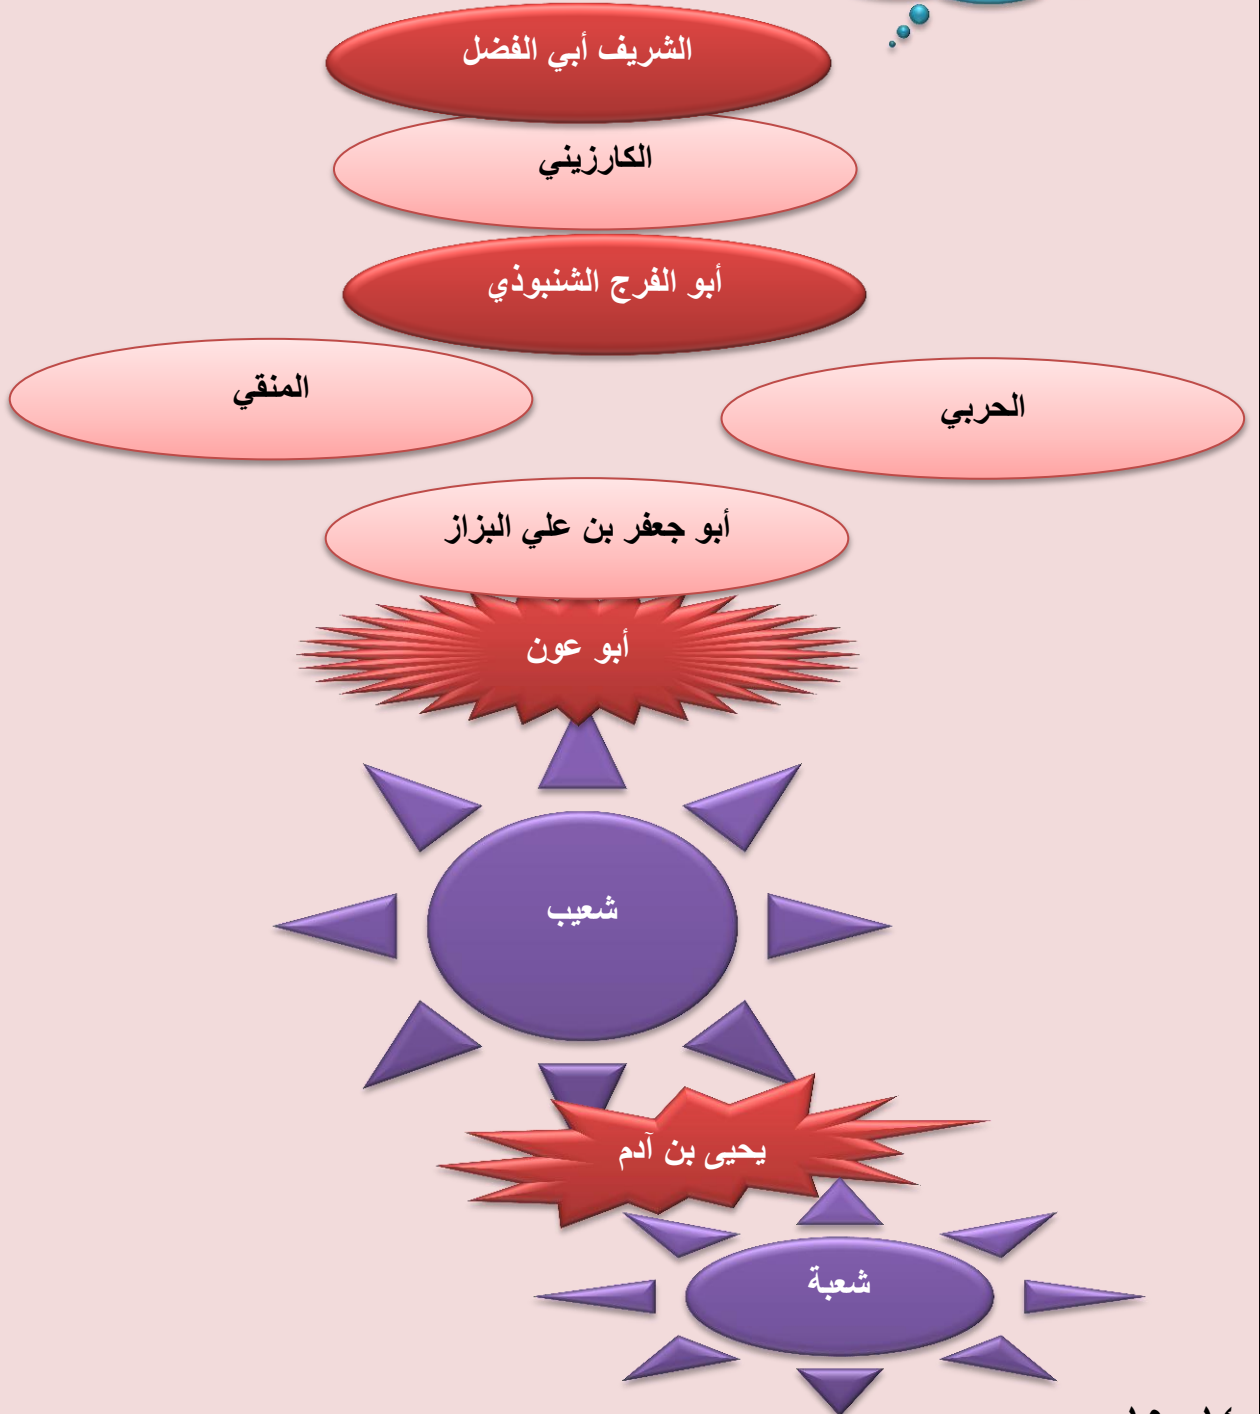 الشريف أبي الفضل
الكارزيني
أبو الفرج الشنبوذي
الحربي
المنقي
أبو جعفر بن علي البزاز
أبو عون
شعيب
يحيى بن آدم
شعبة